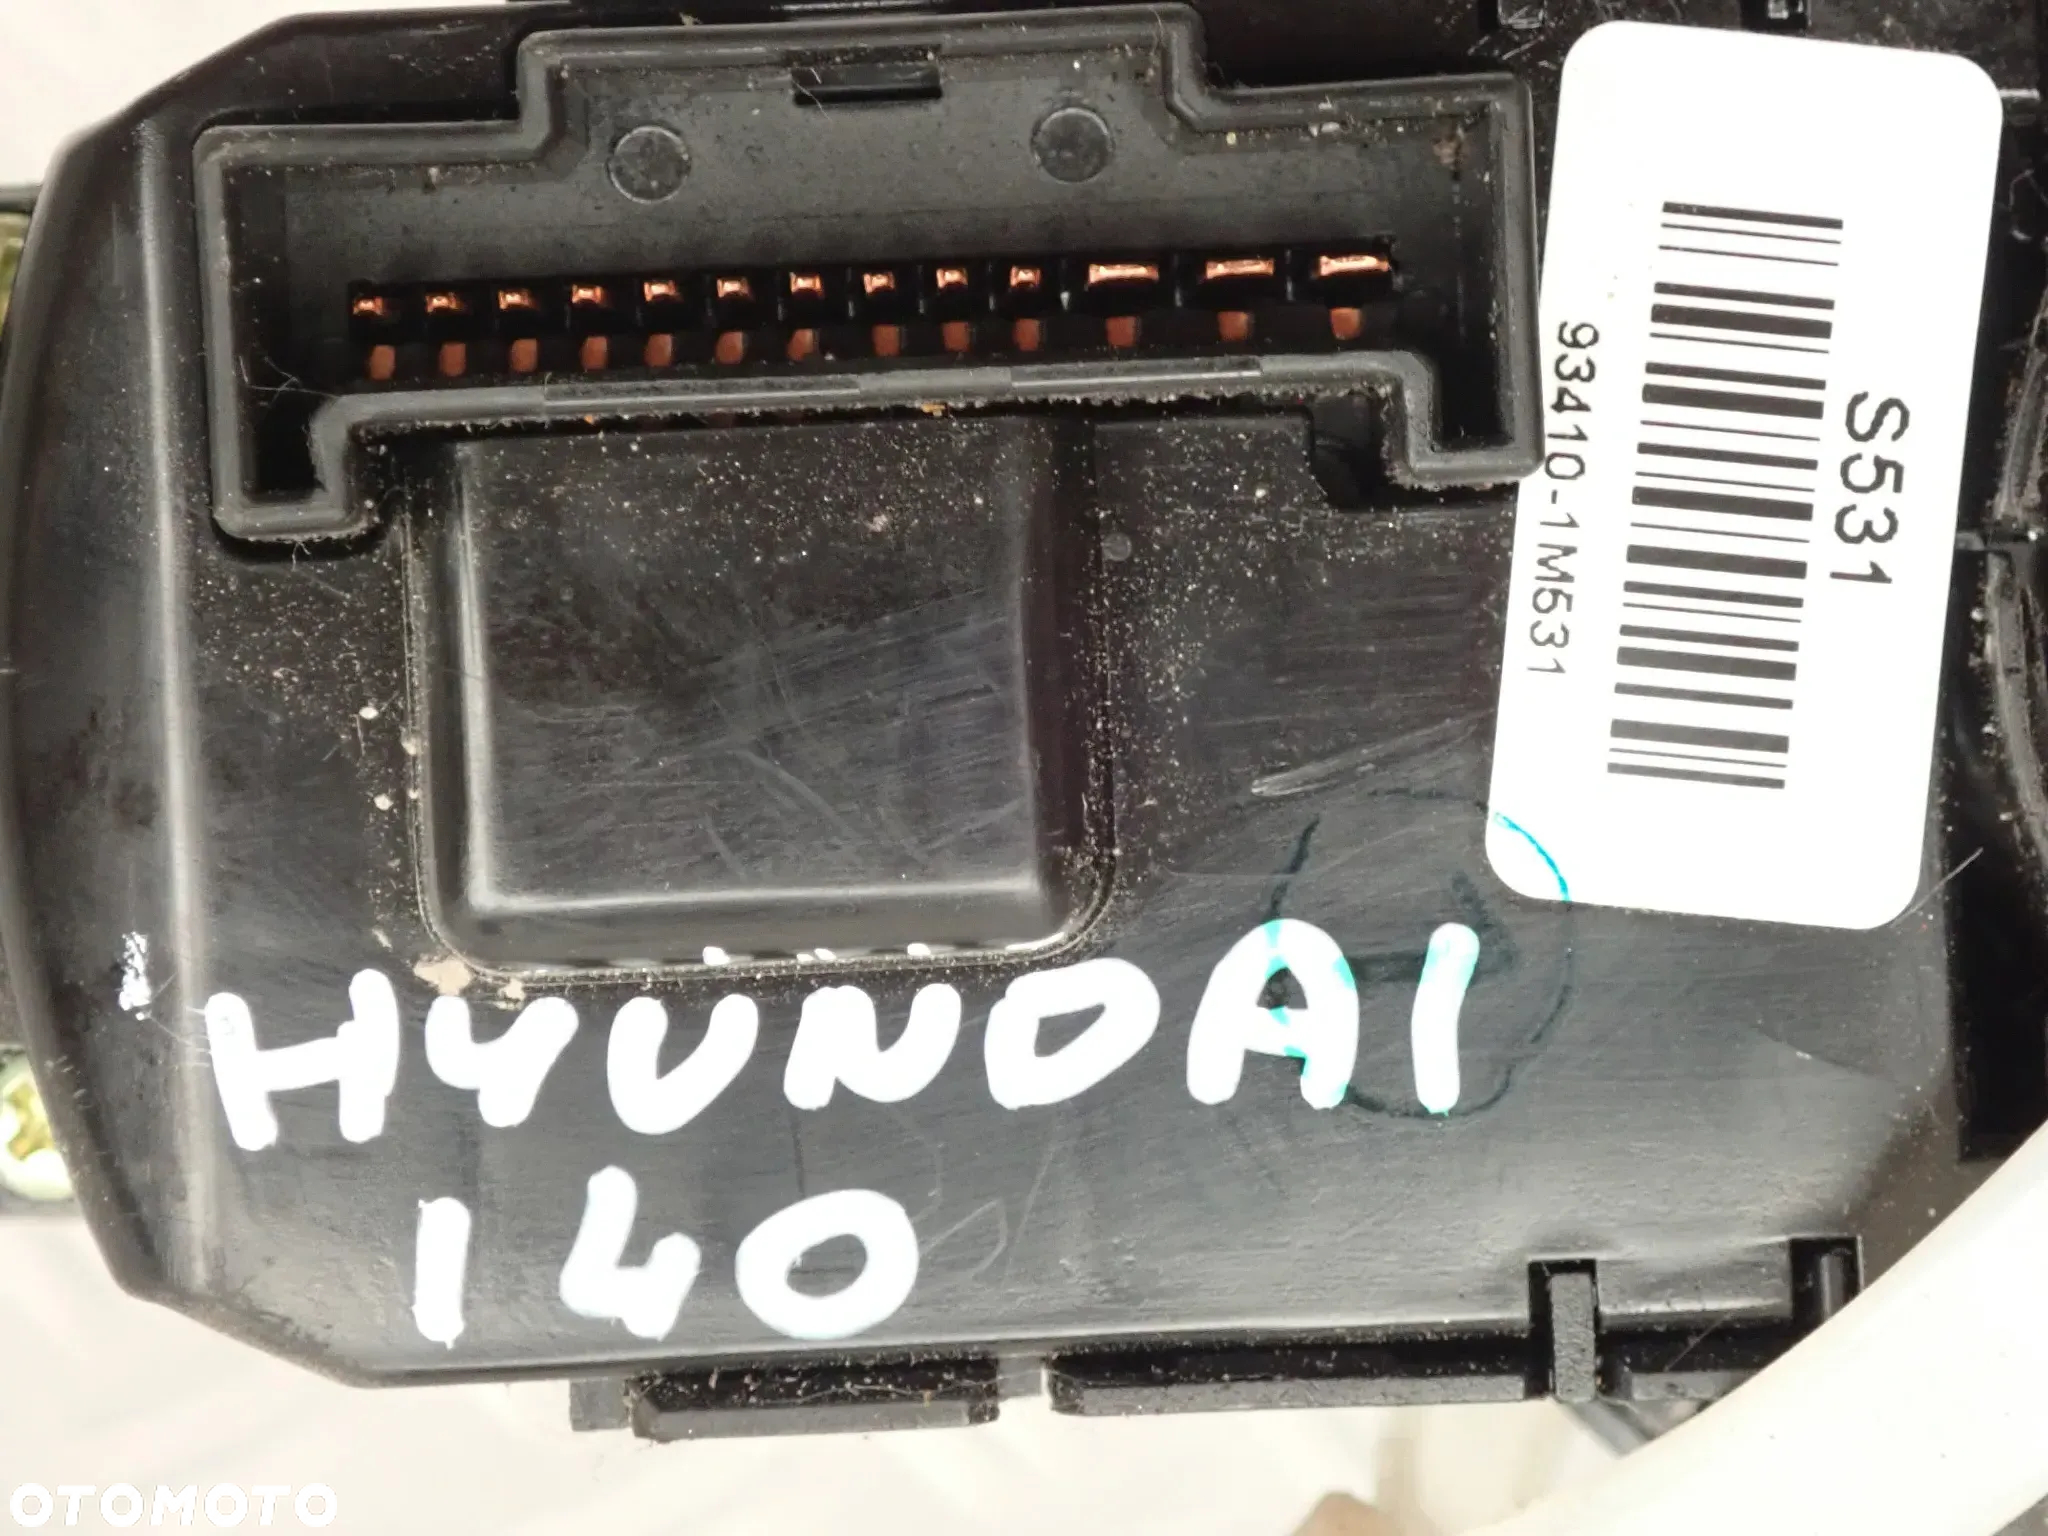 S531
93410-1M531
HYUNDAI
I40
OTOMOTO